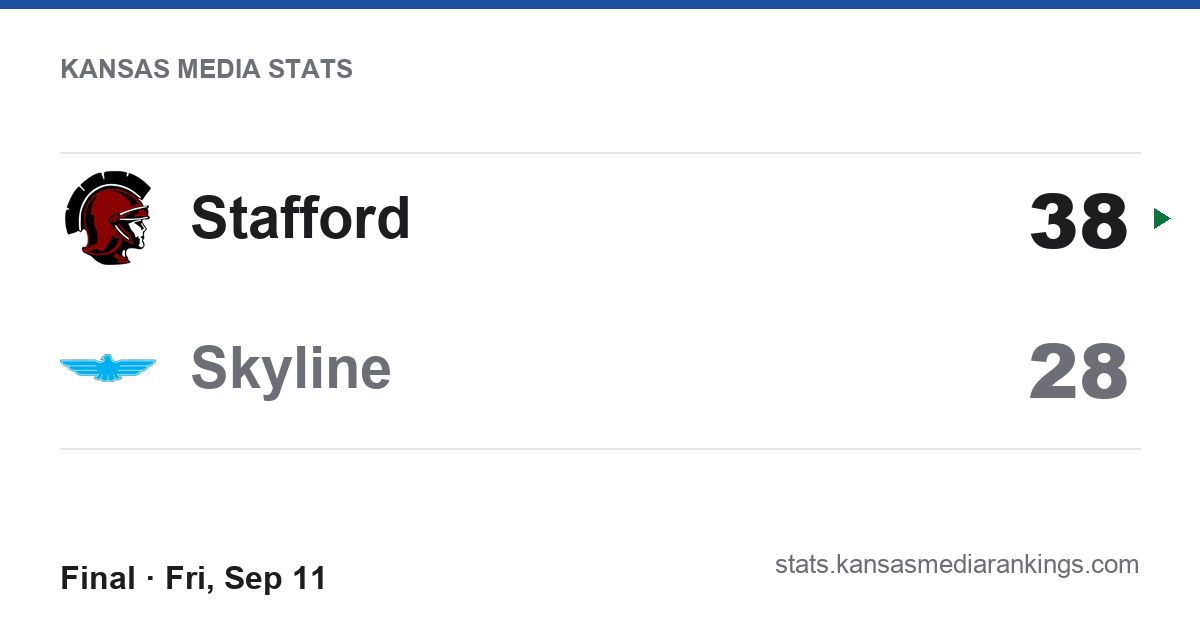 KANSAS MEDIA STATS
Stafford 38
Skyline 28
Final · Fri, Sep 11
stats.kansasmediarankings.com